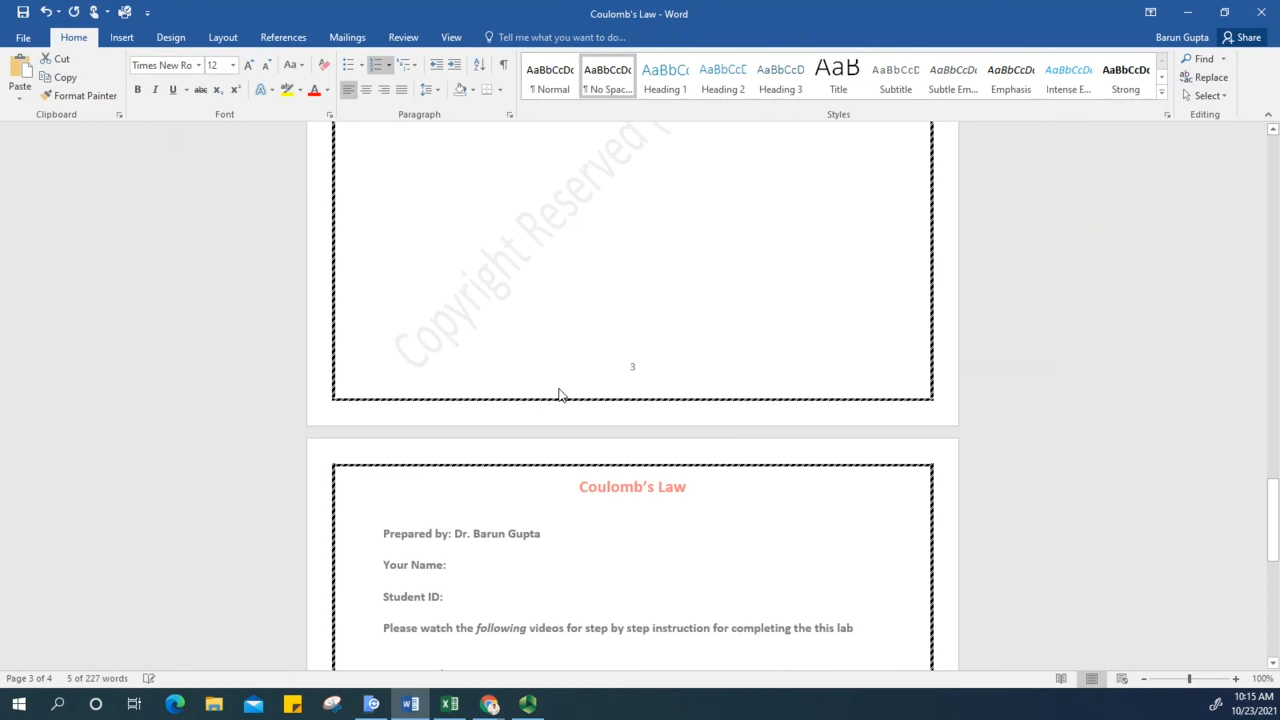 Coulomb's Law - Word
File Home Insert Design Layout References Mailings Review View Tell me what you want to do... Barun Gupta Share
Paste Cut Copy Format Painter
Clipboard
Times New Ro 12
Font
Paragraph
AaBbCcDc AaBbCcDc AaBbCc AaBbCcD AaBbCcD AaB AaBbCcD AaBbCcDc AaBbCcDc AaBbCcDc AaBbCcDc
¶ Normal ¶ No Spac... Heading 1 Heading 2 Heading 3 Title Subtitle Subtle Em... Emphasis Intense E... Strong
Styles
Find
Replace
Select
Editing
Copyright Reserved
3
Coulomb's Law
Prepared by: Dr. Barun Gupta
Your Name:
Student ID:
Please watch the following videos for step by step instruction for completing the this lab
Page 3 of 4 5 of 227 words
100%
10:15 AM
10/23/2021